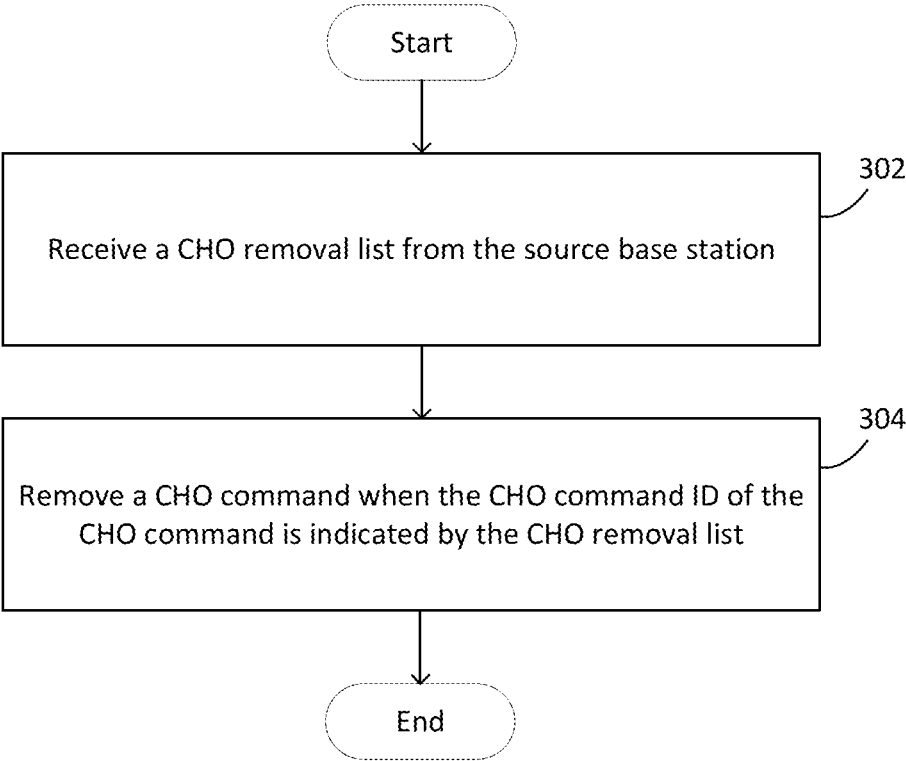 Start
302
Receive a CHO removal list from the source base station
304
Remove a CHO command when the CHO command ID of the
CHO command is indicated by the CHO removal list
End